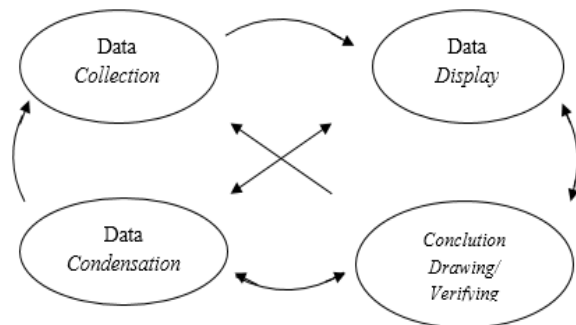 Data
Collection
Data
Display
Data
Condensation
Conclution
Drawing/
Verifying